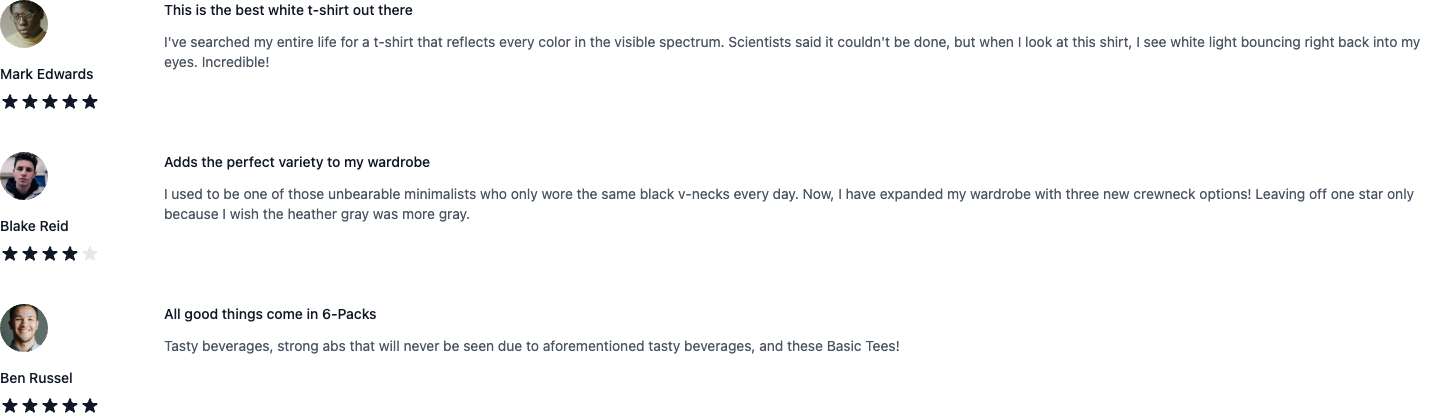 This is the best white t-shirt out there
I've searched my entire life for a t-shirt that reflects every color in the visible spectrum. Scientists said it couldn't be done, but when I look at this shirt, I see white light bouncing right back into my
eyes. Incredible!
Mark Edwards
Adds the perfect variety to my wardrobe
I used to be one of those unbearable minimalists who only wore the same black v-necks every day. Now, I have expanded my wardrobe with three new crewneck options! Leaving off one star only
because I wish the heather gray was more gray.
Blake Reid
All good things come in 6-Packs
Tasty beverages, strong abs that will never be seen due to aforementioned tasty beverages, and these Basic Tees!
Ben Russel